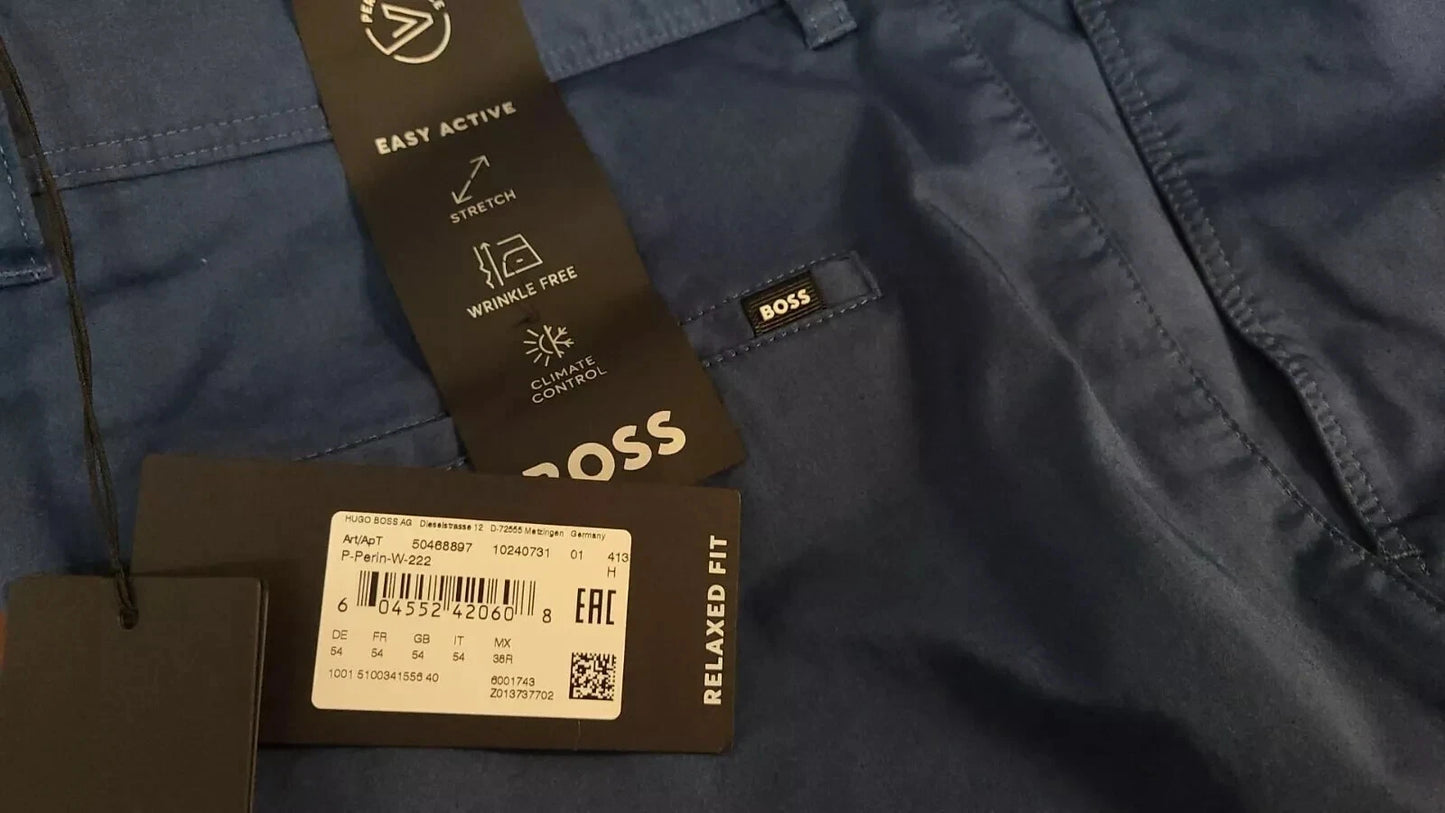 EASY ACTIVE
STRETCH
WRINKLE FREE
CLIMATE
CONTROL
BOSS
BOSS
HUGO BOSS AG Dieselstrasse 12 D-72555 Metzingen Germany
Art/ApT 50468897 10240731 01 413
P-Perin-W-222 H
6 04552 42060 8 EAC
DE FR GB IT MX
54 54 54 54 38R
1001 5100341556 40 6001743
Z013737702
RELAXED FIT